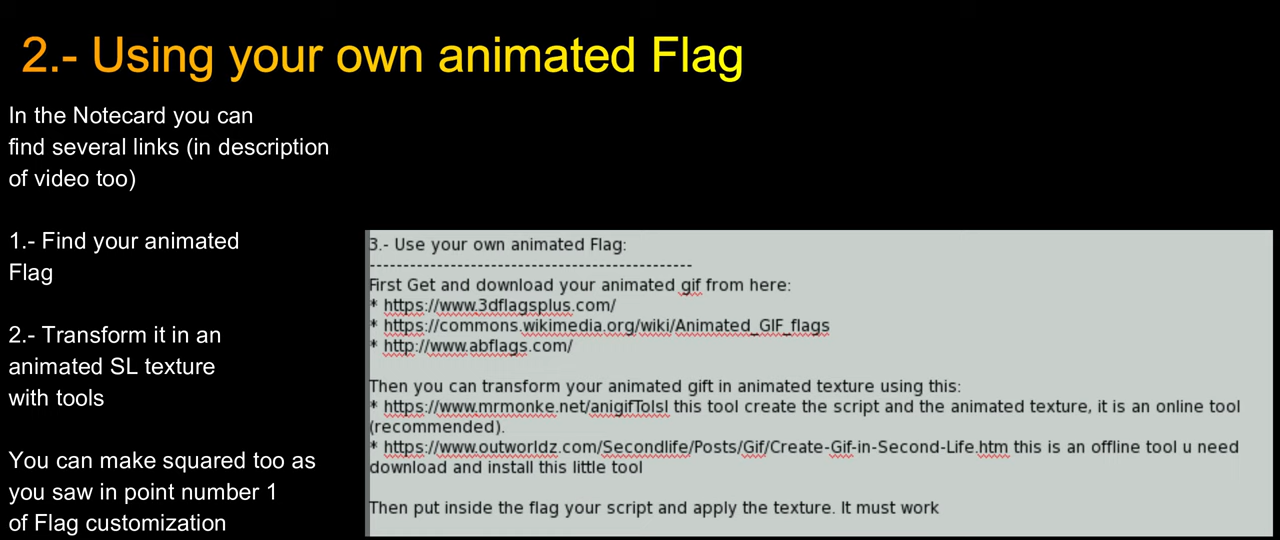 2.- Using your own animated Flag
In the Notecard you can
find several links (in description
of video too)
1.- Find your animated
Flag
2.- Transform it in an
animated SL texture
with tools
You can make squared too as
you saw in point number 1
of Flag customization
3.- Use your own animated Flag:
------------------------------------------------
First Get and download your animated gif from here:
* https://www.3dflagsplus.com/
* https://commons.wikimedia.org/wiki/Animated_GIF_flags
* http://www.abflags.com/
Then you can transform your animated gift in animated texture using this:
* https://www.mrmonke.net/anigifTolsl this tool create the script and the animated texture, it is an online tool
(recommended).
* https://www.outworldz.com/Secondlife/Posts/Gif/Create-Gif-in-Second-Life.htm this is an offline tool u need
download and install this little tool
Then put inside the flag your script and apply the texture. It must work